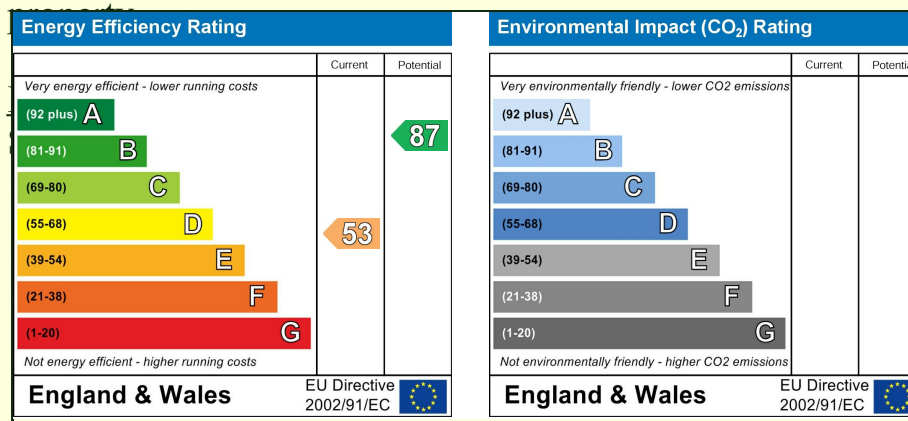 property
Energy Efficiency Rating
Current Potential
Very energy efficient - lower running costs
(92 plus) A
(81-91) B
87
(69-80) C
(55-68) D
53
(39-54) E
(21-38) F
(1-20) G
Not energy efficient - higher running costs
England & Wales
EU Directive
2002/91/EC
Environmental Impact (CO₂) Rating
Current Potential
Very environmentally friendly - lower CO2 emissions
(92 plus) A
(81-91) B
(69-80) C
(55-68) D
(39-54) E
(21-38) F
(1-20) G
Not environmentally friendly - higher CO2 emissions
England & Wales
EU Directive
2002/91/EC